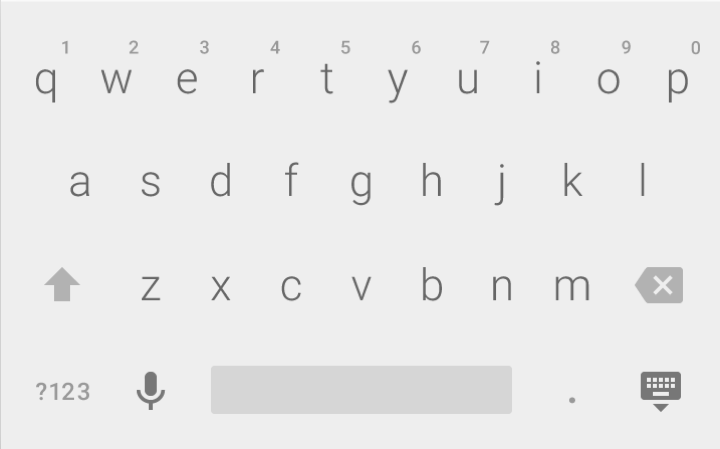 1 2 3 4 5 6 7 8 9 0
q w e r t y u i o p
a s d f g h j k l
z x c v b n m
?123 .